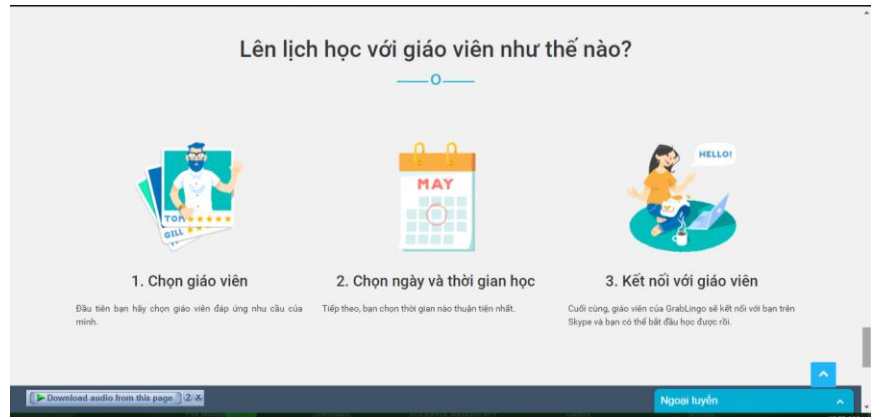 Lên lịch học với giáo viên như thế nào?
TOM
GILL
MAY
HELLO!
1. Chọn giáo viên
2. Chọn ngày và thời gian học
3. Kết nối với giáo viên
Đầu tiên bạn hãy chọn giáo viên đáp ứng nhu cầu của
mình.
Tiếp theo, bạn chọn thời gian nào thuận tiện nhất.
Cuối cùng, giáo viên của GrabLingo sẽ kết nối với bạn trên
Skype và bạn có thể bắt đầu học được rồi.
Download audio from this page
Ngoại tuyến